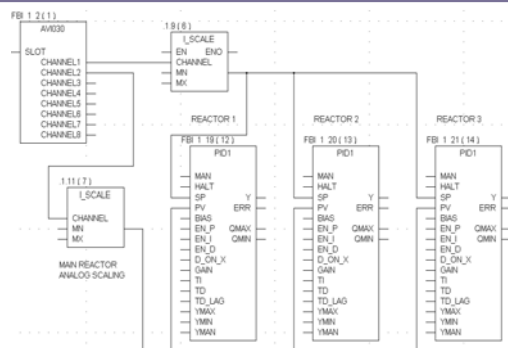 FBI 1 2 ( 1 )
AVI030
SLOT
CHANNEL1
CHANNEL2
CHANNEL3
CHANNEL4
CHANNEL5
CHANNEL6
CHANNEL7
CHANNEL8
.1.9 ( 6 )
I_SCALE
EN ENO
CHANNEL
MN
MX
.1.11 ( 7 )
I_SCALE
CHANNEL
MN
MX
MAIN REACTOR
ANALOG SCALING
REACTOR 1
FBI 1 19 ( 12 )
PID1
MAN
HALT
SP Y
PV ERR
BIAS
EN_P QMAX
EN_I QMIN
EN_D
D_ON_X
GAIN
TI
TD
TD_LAG
YMAX
YMIN
YMAN
REACTOR 2
FBI 1 20 ( 13 )
PID1
MAN
HALT
SP Y
PV ERR
BIAS
EN_P QMAX
EN_I QMIN
EN_D
D_ON_X
GAIN
TI
TD
TD_LAG
YMAX
YMIN
YMAN
REACTOR 3
FBI 1 21 ( 14 )
PID1
MAN
HALT
SP Y
PV ERR
BIAS
EN_P QMAX
EN_I QMIN
EN_D
D_ON_X
GAIN
TI
TD
TD_LAG
YMAX
YMIN
YMAN